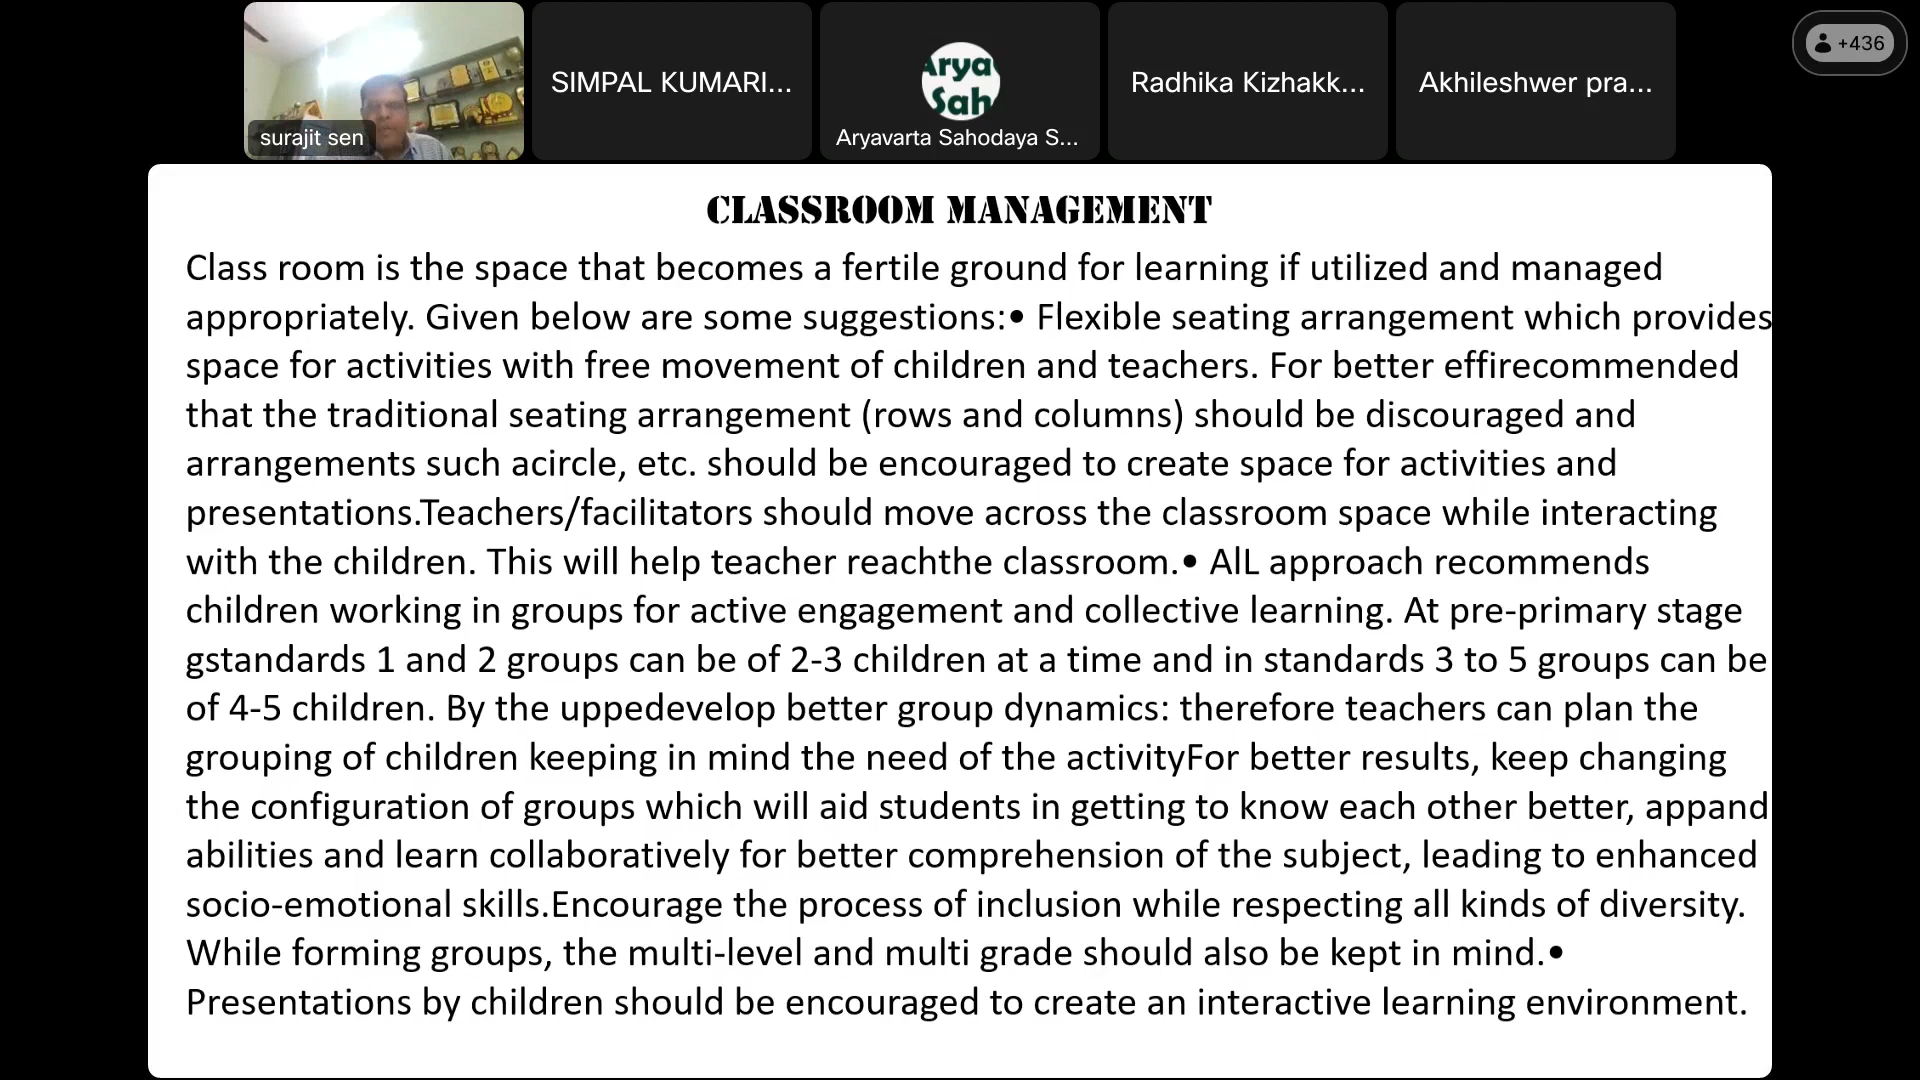 +436
SIMPAL KUMARI...
Arya
Sah
Radhika Kizhakk...
Akhileshwer pra...
surajit sen
Aryavarta Sahodaya S...
CLASSROOM MANAGEMENT
Class room is the space that becomes a fertile ground for learning if utilized and managed
appropriately. Given below are some suggestions:• Flexible seating arrangement which provides
space for activities with free movement of children and teachers. For better effirecommended
that the traditional seating arrangement (rows and columns) should be discouraged and
arrangements such acircle, etc. should be encouraged to create space for activities and
presentations.Teachers/facilitators should move across the classroom space while interacting
with the children. This will help teacher reachthe classroom.• AlL approach recommends
children working in groups for active engagement and collective learning. At pre-primary stage
gstandards 1 and 2 groups can be of 2-3 children at a time and in standards 3 to 5 groups can be
of 4-5 children. By the uppedevelop better group dynamics: therefore teachers can plan the
grouping of children keeping in mind the need of the activityFor better results, keep changing
the configuration of groups which will aid students in getting to know each other better, appand
abilities and learn collaboratively for better comprehension of the subject, leading to enhanced
socio-emotional skills.Encourage the process of inclusion while respecting all kinds of diversity.
While forming groups, the multi-level and multi grade should also be kept in mind.•
Presentations by children should be encouraged to create an interactive learning environment.